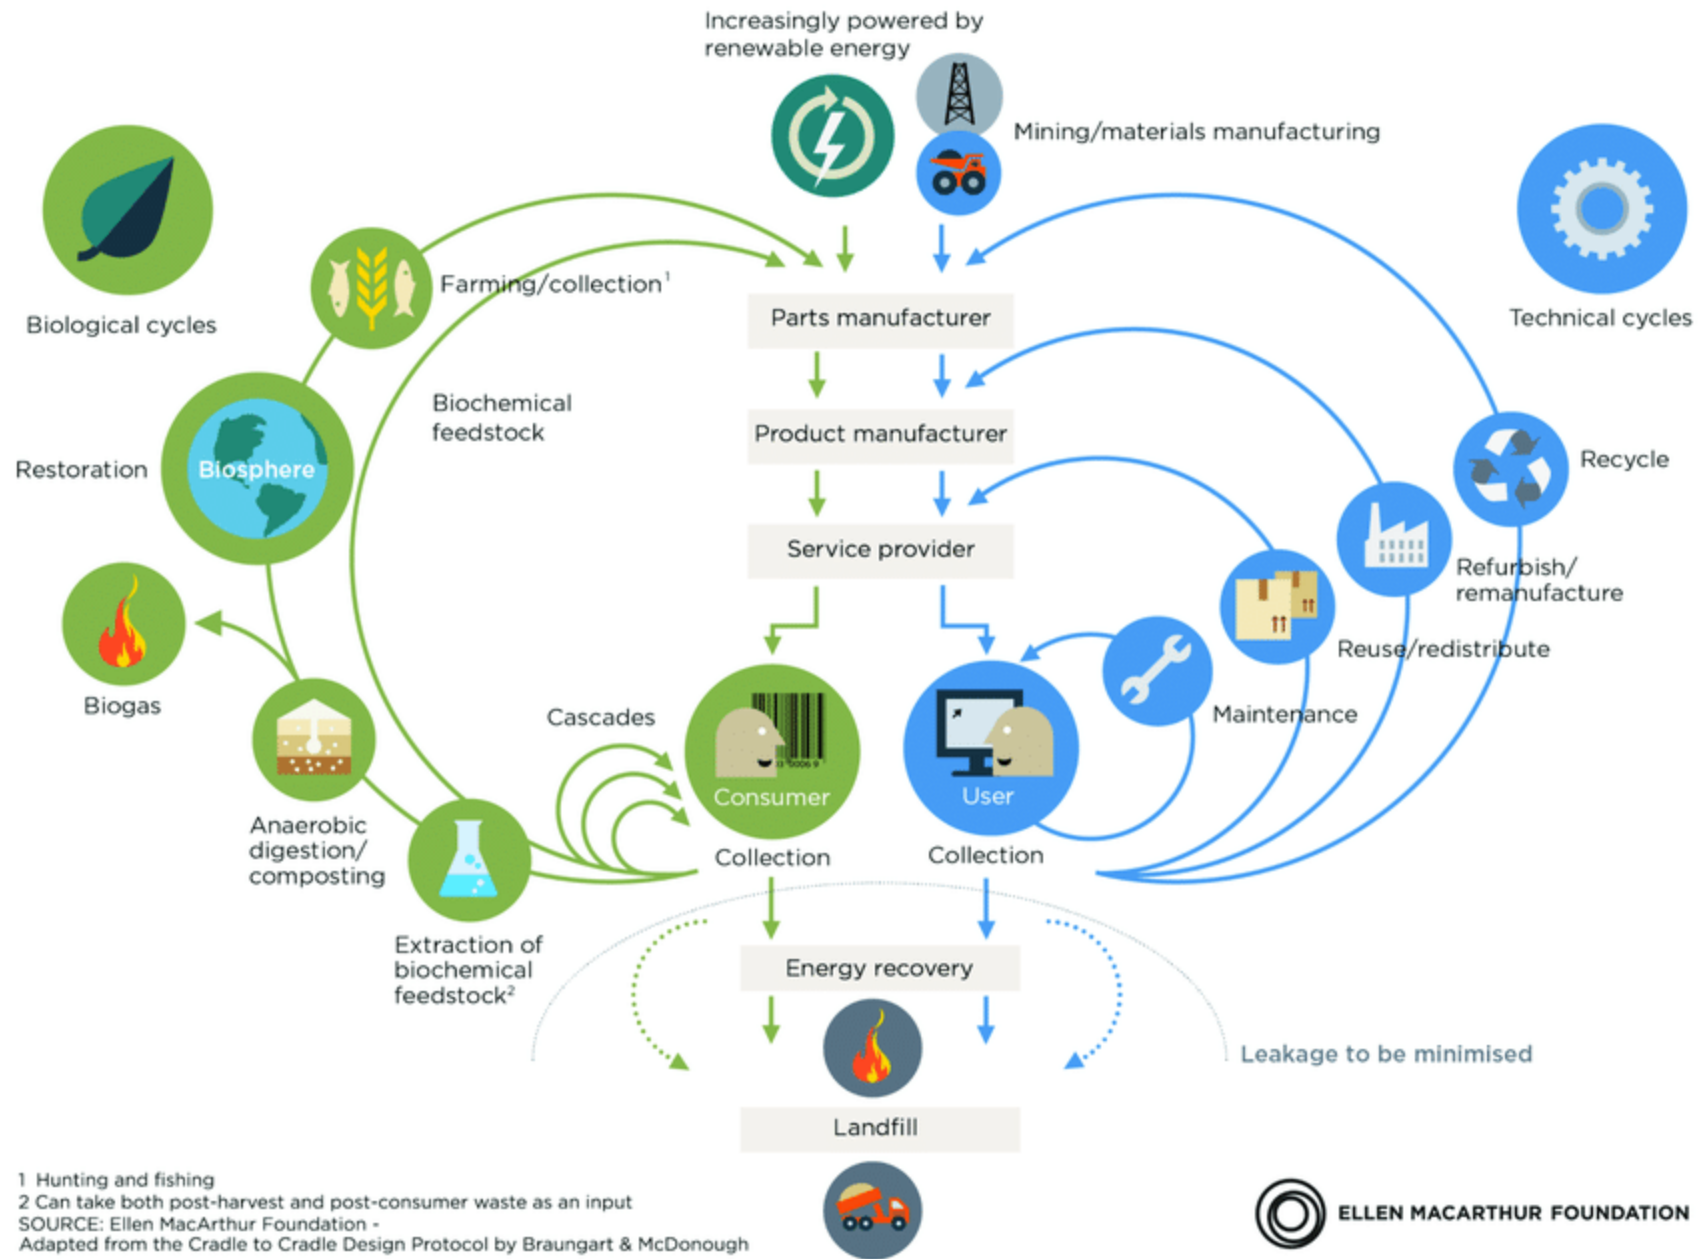 Increasingly powered by
renewable energy
Mining/materials manufacturing
Biological cycles
Technical cycles
Farming/collection¹
Parts manufacturer
Biochemical
feedstock
Product manufacturer
Restoration
Biosphere
Recycle
Service provider
Refurbish/
remanufacture
Reuse/redistribute
Biogas
Cascades
Maintenance
Consumer
User
Anaerobic
digestion/
composting
Collection
Collection
Extraction of
biochemical
feedstock²
Energy recovery
Leakage to be minimised
Landfill
1 Hunting and fishing
2 Can take both post-harvest and post-consumer waste as an input
SOURCE: Ellen MacArthur Foundation -
Adapted from the Cradle to Cradle Design Protocol by Braungart & McDonough
ELLEN MACARTHUR FOUNDATION